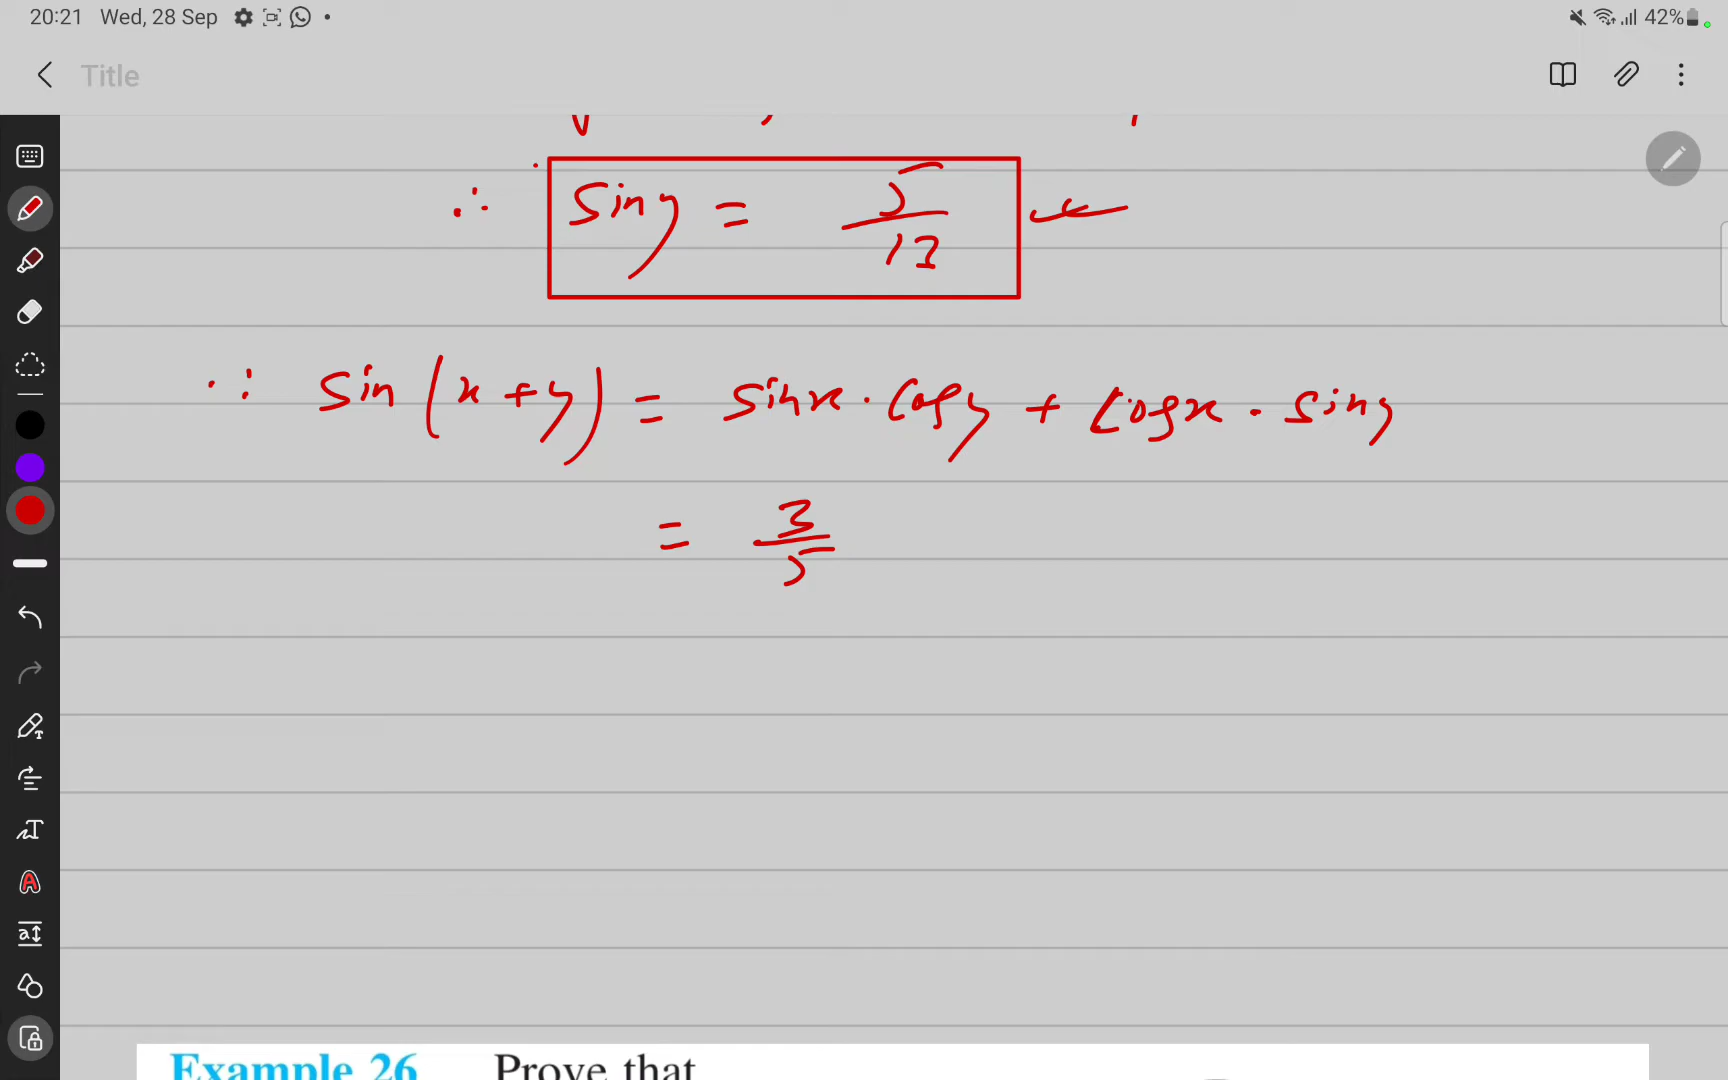 20:21 Wed, 28 Sep 42%
Title
∴ sin y = 5/13
∵ sin(x + y) = sin x · cos y + cos x · sin y
= 3/5
Example 26 Prove that